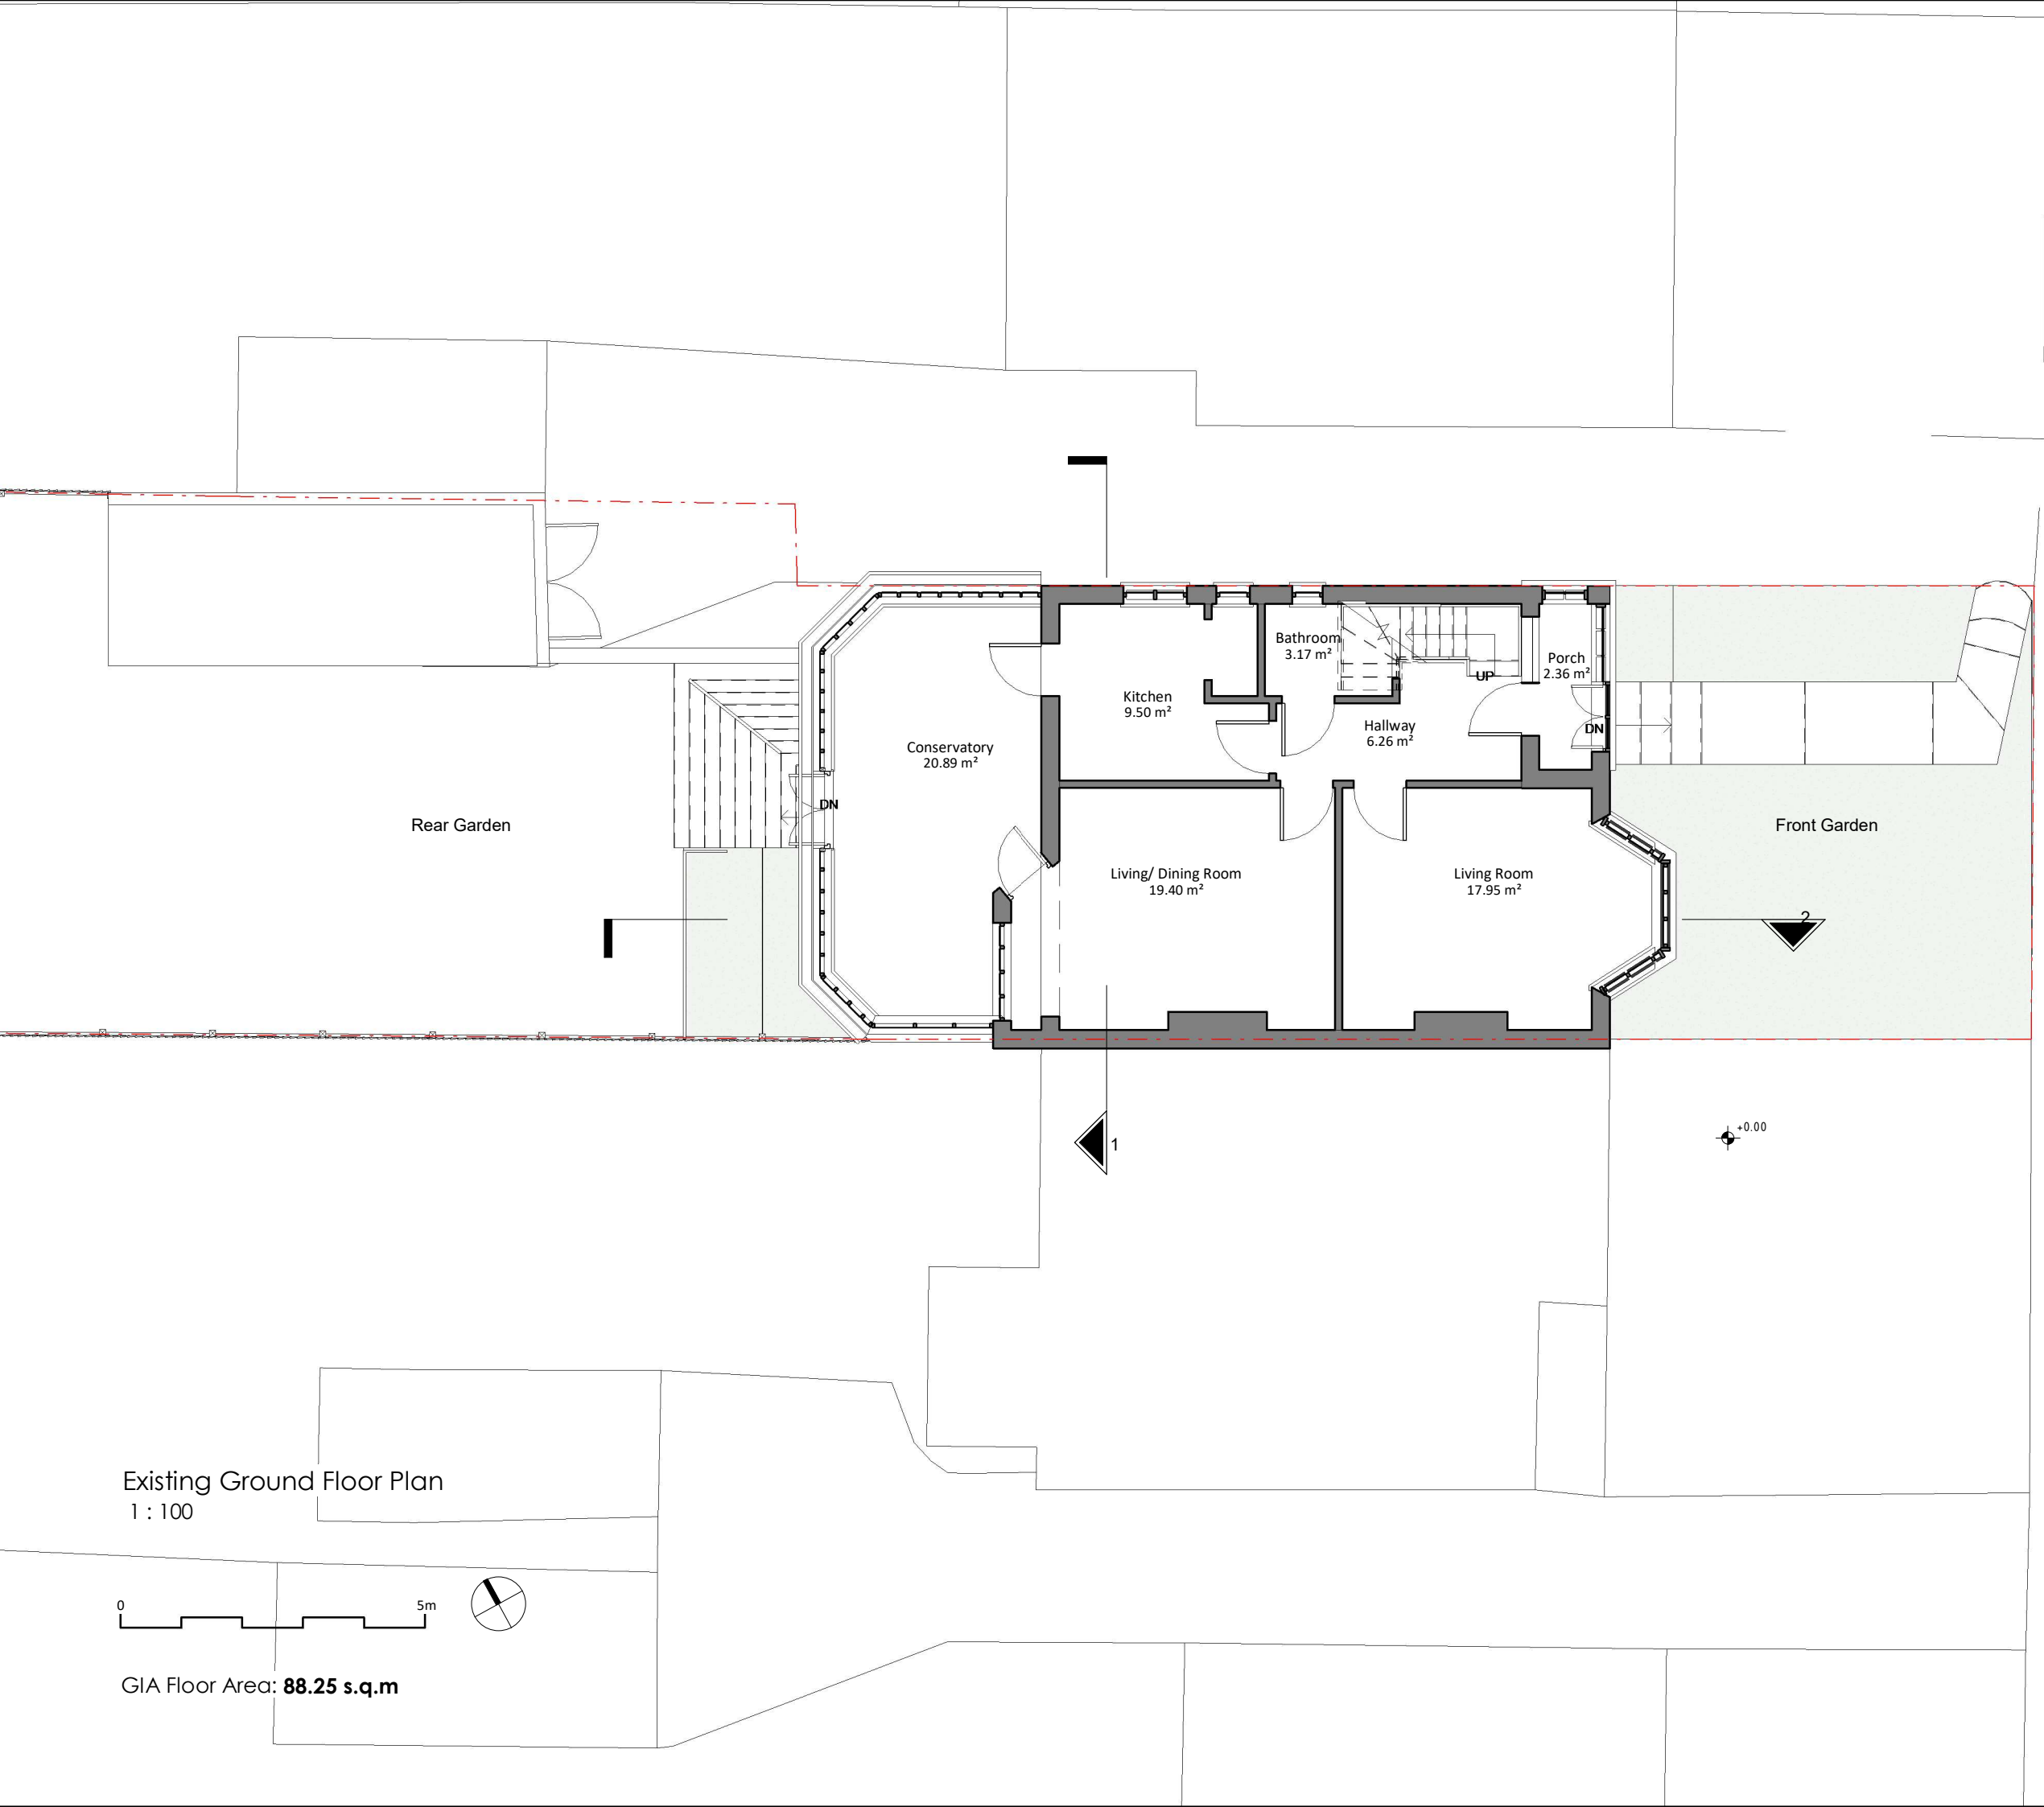 Bathroom
3.17 m²
Porch
2.36 m²
UP
Kitchen
9.50 m²
Hallway
6.26 m²
DN
Conservatory
20.89 m²
DN
Rear Garden
Front Garden
Living/ Dining Room
19.40 m²
Living Room
17.95 m²
2
+0.00
1
Existing Ground Floor Plan
1 : 100
0
5m
GIA Floor Area: 88.25 s.q.m